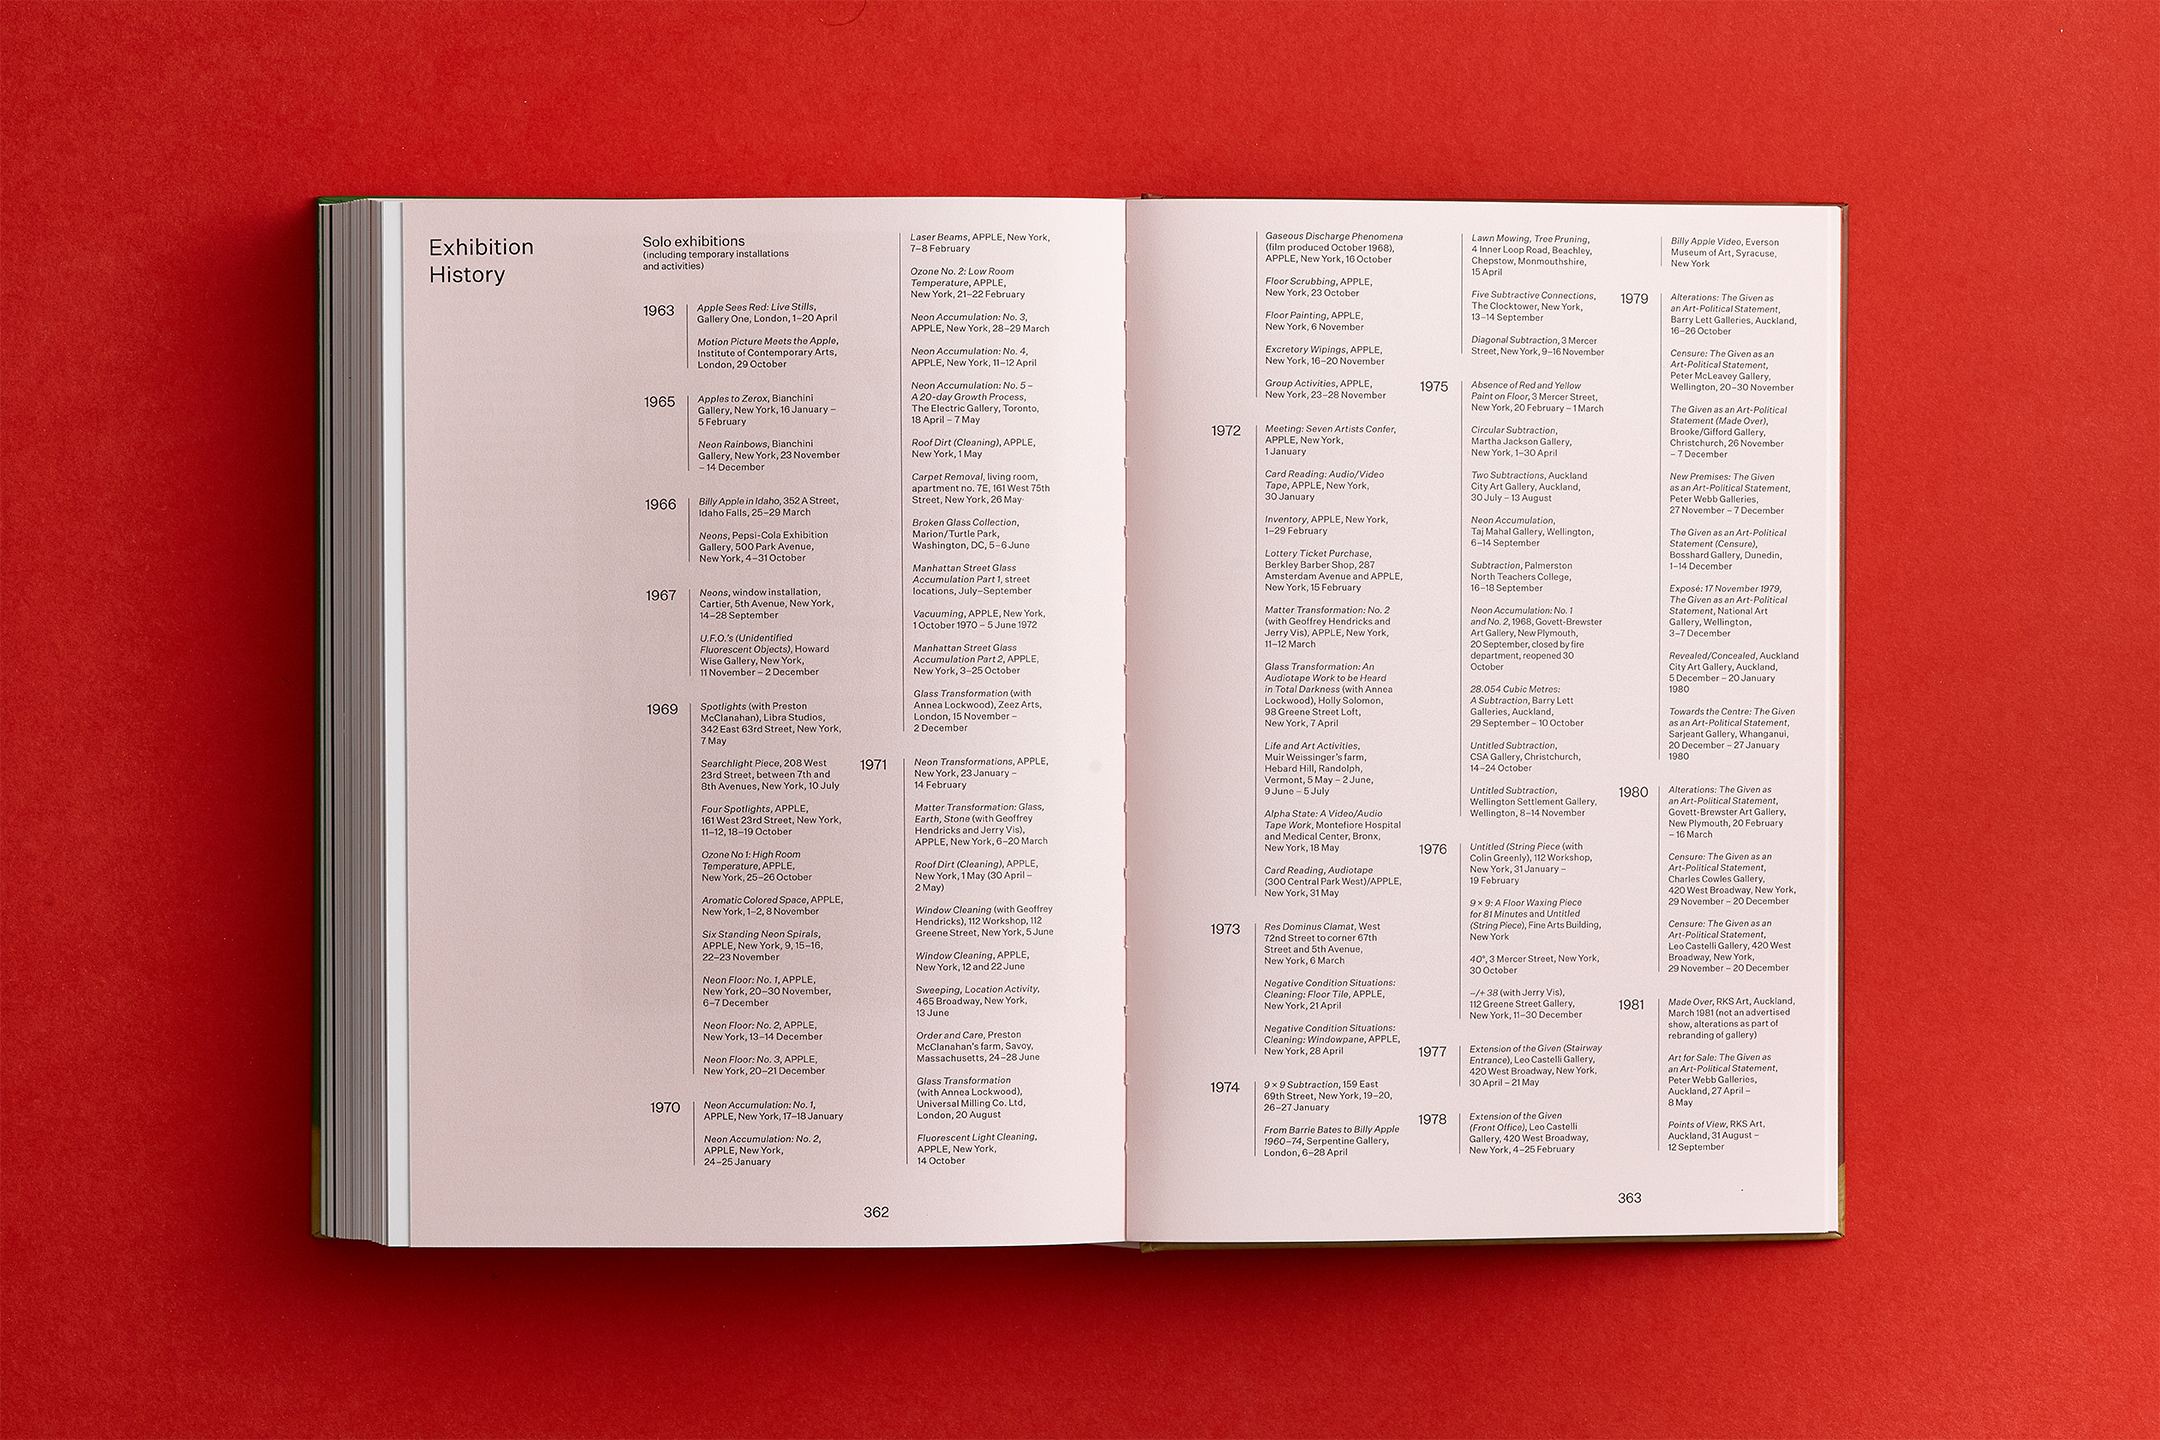 Exhibition
History
Solo exhibitions
(including temporary installations
and activities)
1963
Apple Sees Red: Live Stills,
Gallery One, London, 1–20 April
Motion Picture Meets the Apple,
Institute of Contemporary Arts,
London, 29 October
1965
Apples to Zerox, Bianchini
Gallery, New York, 16 January –
5 February
Neon Rainbows, Bianchini
Gallery, New York, 23 November
– 14 December
1966
Billy Apple in Idaho, 352 A Street,
Idaho Falls, 25–29 March
Neons, Pepsi-Cola Exhibition
Gallery, 500 Park Avenue,
New York, 4–31 October
1967
Neons, window installation,
Cartier, 5th Avenue, New York,
14–28 September
U.F.O.'s (Unidentified
Fluorescent Objects), Howard
Wise Gallery, New York,
11 November – 2 December
1969
Spotlights (with Preston
McClanahan), Libra Studios,
342 East 63rd Street, New York,
7 May
Searchlight Piece, 208 West
23rd Street, between 7th and
8th Avenues, New York, 10 July
Four Spotlights, APPLE,
161 West 23rd Street, New York,
11–12, 18–19 October
Ozone No 1: High Room
Temperature, APPLE,
New York, 25–26 October
Aromatic Colored Space, APPLE,
New York, 1–2, 8 November
Six Standing Neon Spirals,
APPLE, New York, 9, 15–16,
22–23 November
Neon Floor: No. 1, APPLE,
New York, 20–30 November,
6–7 December
Neon Floor: No. 2, APPLE,
New York, 13–14 December
Neon Floor: No. 3, APPLE,
New York, 20–21 December
1970
Neon Accumulation: No. 1,
APPLE, New York, 17–18 January
Neon Accumulation: No. 2,
APPLE, New York,
24–25 January
Laser Beams, APPLE, New York,
7–8 February
Ozone No. 2: Low Room
Temperature, APPLE,
New York, 21–22 February
Neon Accumulation: No. 3,
APPLE, New York, 28–29 March
Neon Accumulation: No. 4,
APPLE, New York, 11–12 April
Neon Accumulation: No. 5 –
A 20-day Growth Process,
The Electric Gallery, Toronto,
18 April – 7 May
Roof Dirt (Cleaning), APPLE,
New York, 1 May
Carpet Removal, living room,
apartment no. 7E, 161 West 75th
Street, New York, 26 May
Broken Glass Collection,
Marion/Turtle Park,
Washington, DC, 5–6 June
Manhattan Street Glass
Accumulation Part 1, street
locations, July–September
Vacuuming, APPLE, New York,
1 October 1970 – 5 June 1972
Manhattan Street Glass
Accumulation Part 2, APPLE,
New York, 3–25 October
Glass Transformation (with
Annea Lockwood), Zeez Arts,
London, 15 November –
2 December
1971
Neon Transformations, APPLE,
New York, 23 January –
14 February
Matter Transformation: Glass,
Earth, Stone (with Geoffrey
Hendricks and Jerry Vis),
APPLE, New York, 6–20 March
Roof Dirt (Cleaning), APPLE,
New York, 1 May (30 April –
2 May)
Window Cleaning (with Geoffrey
Hendricks), 112 Workshop, 112
Greene Street, New York, 5 June
Window Cleaning, APPLE,
New York, 12 and 22 June
Sweeping, Location Activity,
465 Broadway, New York,
13 June
Order and Care, Preston
McClanahan's farm, Savoy,
Massachusetts, 24–28 June
Glass Transformation
(with Annea Lockwood),
Universal Milling Co. Ltd,
London, 20 August
Fluorescent Light Cleaning,
APPLE, New York,
14 October
362
Gaseous Discharge Phenomena
(film produced October 1968),
APPLE, New York, 16 October
Floor Scrubbing, APPLE,
New York, 23 October
Floor Painting, APPLE,
New York, 6 November
Excretory Wipings, APPLE,
New York, 16–20 November
Group Activities, APPLE,
New York, 23–28 November
1972
Meeting: Seven Artists Confer,
APPLE, New York,
1 January
Card Reading: Audio/Video
Tape, APPLE, New York,
30 January
Inventory, APPLE, New York,
1–29 February
Lottery Ticket Purchase,
Berkley Barber Shop, 287
Amsterdam Avenue and APPLE,
New York, 15 February
Matter Transformation: No. 2
(with Geoffrey Hendricks and
Jerry Vis), APPLE, New York,
11–12 March
Glass Transformation: An
Audiotape Work to be Heard
in Total Darkness (with Annea
Lockwood), Holly Solomon,
98 Greene Street Loft,
New York, 7 April
Life and Art Activities,
Muir Weissinger's farm,
Hebard Hill, Randolph,
Vermont, 5 May – 2 June,
9 June – 5 July
Alpha State: A Video/Audio
Tape Work, Montefiore Hospital
and Medical Center, Bronx,
New York, 18 May
Card Reading, Audiotape
(300 Central Park West)/APPLE,
New York, 31 May
1973
Res Dominus Clamat, West
72nd Street to corner 67th
Street and 5th Avenue,
New York, 6 March
Negative Condition Situations:
Cleaning: Floor Tile, APPLE,
New York, 21 April
Negative Condition Situations:
Cleaning: Windowpane, APPLE,
New York, 28 April
1974
9 × 9 Subtraction, 159 East
69th Street, New York, 19–20,
26–27 January
From Barrie Bates to Billy Apple
1960–74, Serpentine Gallery,
London, 6–28 April
Lawn Mowing, Tree Pruning,
4 Inner Loop Road, Beachley,
Chepstow, Monmouthshire,
15 April
Five Subtractive Connections,
The Clocktower, New York,
13–14 September
Diagonal Subtraction, 3 Mercer
Street, New York, 9–16 November
1975
Absence of Red and Yellow
Paint on Floor, 3 Mercer Street,
New York, 20 February – 1 March
Circular Subtraction,
Martha Jackson Gallery,
New York, 1–30 April
Two Subtractions, Auckland
City Art Gallery, Auckland,
30 July – 13 August
Neon Accumulation,
Taj Mahal Gallery, Wellington,
6–14 September
Subtraction, Palmerston
North Teachers College,
16–18 September
Neon Accumulation: No. 1
and No. 2, 1968, Govett-Brewster
Art Gallery, New Plymouth,
20 September, closed by fire
department, reopened 30
October
28.054 Cubic Metres:
A Subtraction, Barry Lett
Galleries, Auckland,
29 September – 10 October
Untitled Subtraction,
CSA Gallery, Christchurch,
14–24 October
Untitled Subtraction,
Wellington Settlement Gallery,
Wellington, 8–14 November
1976
Untitled (String Piece (with
Colin Greenly), 112 Workshop,
New York, 31 January –
19 February
9 × 9: A Floor Waxing Piece
for 81 Minutes and Untitled
(String Piece), Fine Arts Building,
New York
40°, 3 Mercer Street, New York,
30 October
–/+ 38 (with Jerry Vis),
112 Greene Street Gallery,
New York, 11–30 December
1977
Extension of the Given (Stairway
Entrance), Leo Castelli Gallery,
420 West Broadway, New York,
30 April – 21 May
1978
Extension of the Given
(Front Office), Leo Castelli
Gallery, 420 West Broadway,
New York, 4–25 February
Billy Apple Video, Everson
Museum of Art, Syracuse,
New York
1979
Alterations: The Given as
an Art-Political Statement,
Barry Lett Galleries, Auckland,
16–26 October
Censure: The Given as an
Art-Political Statement,
Peter McLeavey Gallery,
Wellington, 20–30 November
The Given as an Art-Political
Statement (Made Over),
Brooke/Gifford Gallery,
Christchurch, 26 November
– 7 December
New Premises: The Given
as an Art-Political Statement,
Peter Webb Galleries,
27 November – 7 December
The Given as an Art-Political
Statement (Censure),
Bosshard Gallery, Dunedin,
1–14 December
Exposé: 17 November 1979,
The Given as an Art-Political
Statement, National Art
Gallery, Wellington,
3–7 December
Revealed/Concealed, Auckland
City Art Gallery, Auckland,
5 December – 20 January
1980
Towards the Centre: The Given
as an Art-Political Statement,
Sarjeant Gallery, Whanganui,
20 December – 27 January
1980
1980
Alterations: The Given as
an Art-Political Statement,
Govett-Brewster Art Gallery,
New Plymouth, 20 February
– 16 March
Censure: The Given as an
Art-Political Statement,
Charles Cowles Gallery,
420 West Broadway, New York,
29 November – 20 December
Censure: The Given as an
Art-Political Statement,
Leo Castelli Gallery, 420 West
Broadway, New York,
29 November – 20 December
1981
Made Over, RKS Art, Auckland,
March 1981 (not an advertised
show, alterations as part of
rebranding of gallery)
Art for Sale: The Given as
an Art-Political Statement,
Peter Webb Galleries,
Auckland, 27 April –
8 May
Points of View, RKS Art,
Auckland, 31 August –
12 September
363